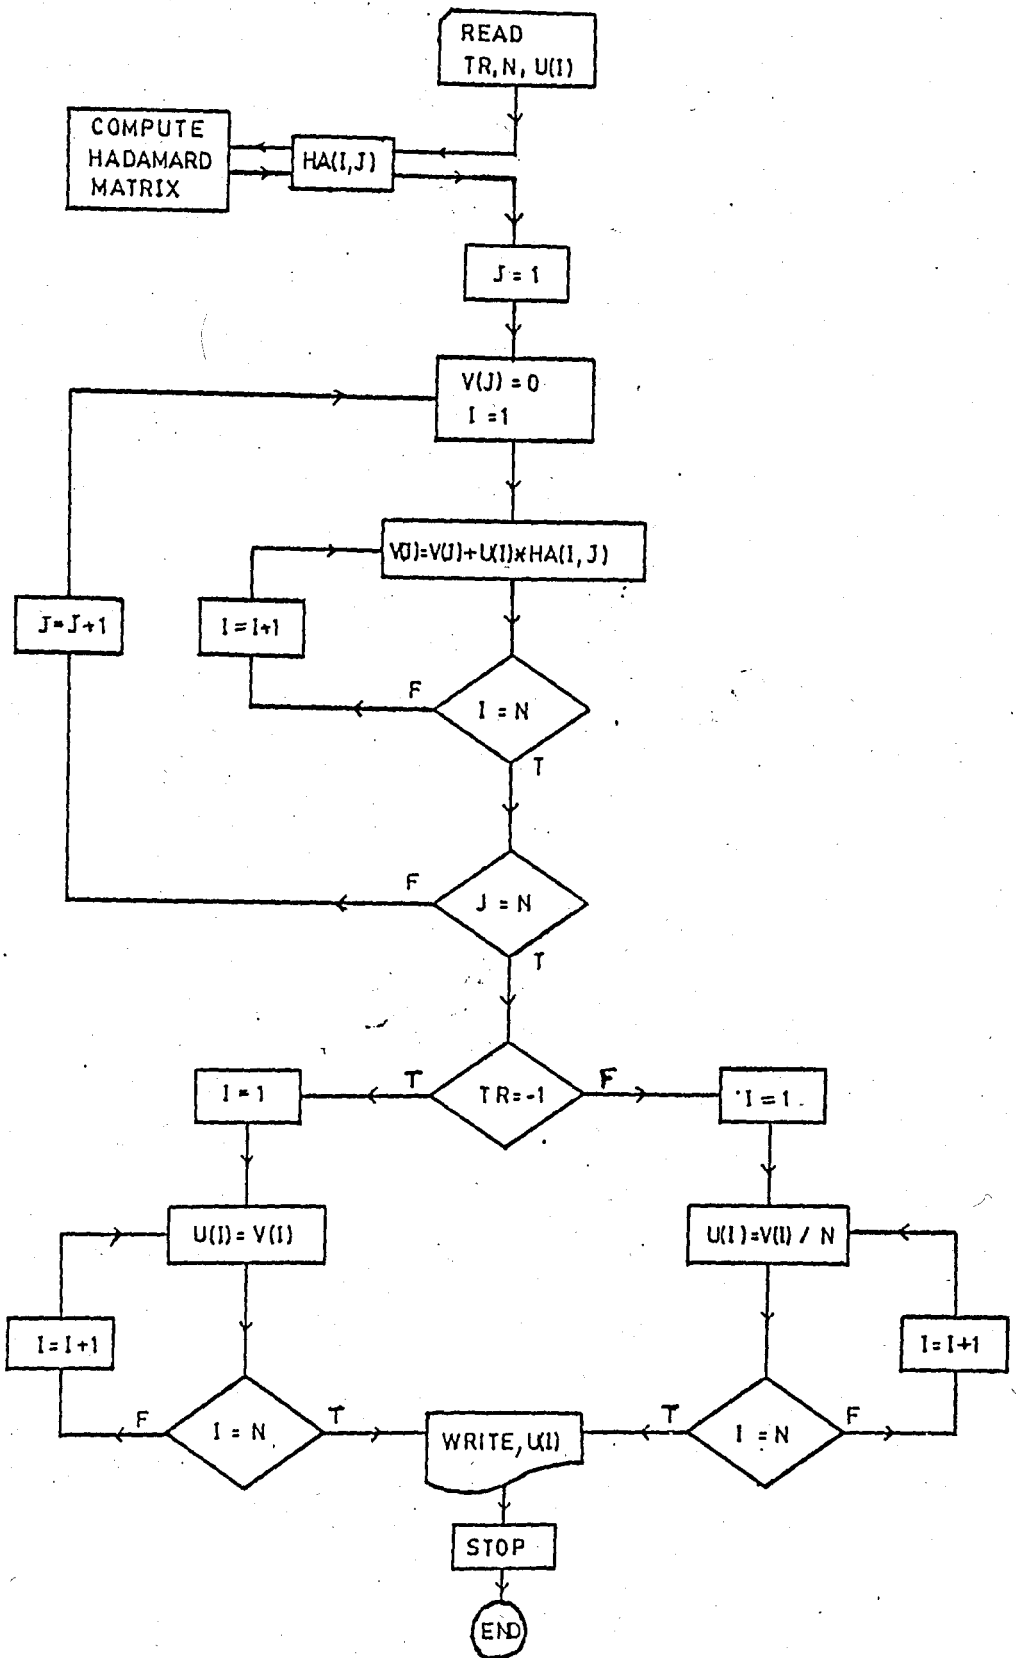 READ
TR, N, U(I)
COMPUTE
HADAMARD
MATRIX
HA(I,J)
J = 1
V(J) = 0
I = 1
V(J)=V(J)+U(I)*HA(I,J)
J=J+1
I=I+1
F
I = N
T
F
J = N
T
I=1
T
TR=-1
F
I=1
U(I)=V(I)
U(I)=V(I) / N
I=I+1
I=I+1
F
I = N
T
WRITE, U(I)
T
I = N
F
STOP
END